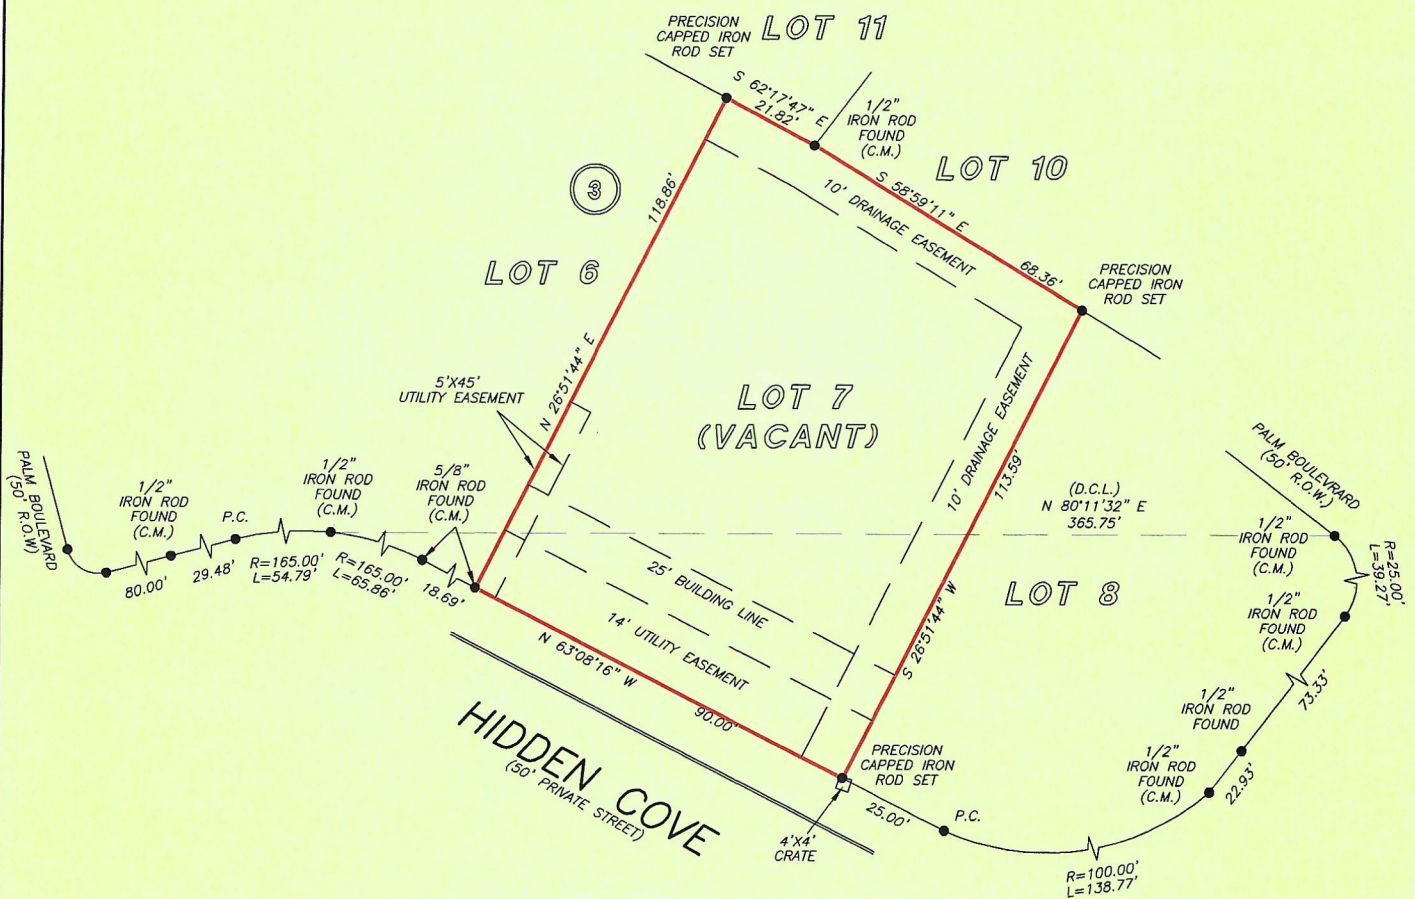 PRECISION
CAPPED IRON
ROD SET
LOT 11
S 62°17'47" E
21.82'
1/2"
IRON ROD
FOUND
(C.M.)
LOT 10
S 58°59'11" E
68.36'
10' DRAINAGE EASEMENT
PRECISION
CAPPED IRON
ROD SET
3
118.86'
LOT 6
N 26°51'44" E
5'X45'
UTILITY EASEMENT
LOT 7
(VACANT)
10' DRAINAGE EASEMENT
113.59'
S 26°51'44" W
(D.C.L.)
N 80°11'32" E
365.75'
LOT 8
PALM BOULEVARD
(50' R.O.W)
1/2"
IRON ROD
FOUND
(C.M.)
80.00'
29.48'
P.C.
R=165.00'
L=54.79'
1/2"
IRON ROD
FOUND
(C.M.)
R=165.00'
L=65.86'
5/8"
IRON ROD
FOUND
(C.M.)
18.69'
25' BUILDING LINE
14' UTILITY EASEMENT
N 63°08'16" W
90.00'
HIDDEN COVE
(50' PRIVATE STREET)
PRECISION
CAPPED IRON
ROD SET
4'X4'
CRATE
25.00'
P.C.
R=100.00'
L=138.77'
1/2"
IRON ROD
FOUND
(C.M.)
22.93'
1/2"
IRON ROD
FOUND
73.33'
1/2"
IRON ROD
FOUND
(C.M.)
R=25.00'
L=39.27'
1/2"
IRON ROD
FOUND
(C.M.)
PALM BOULEVRARD
(50' R.O.W.)